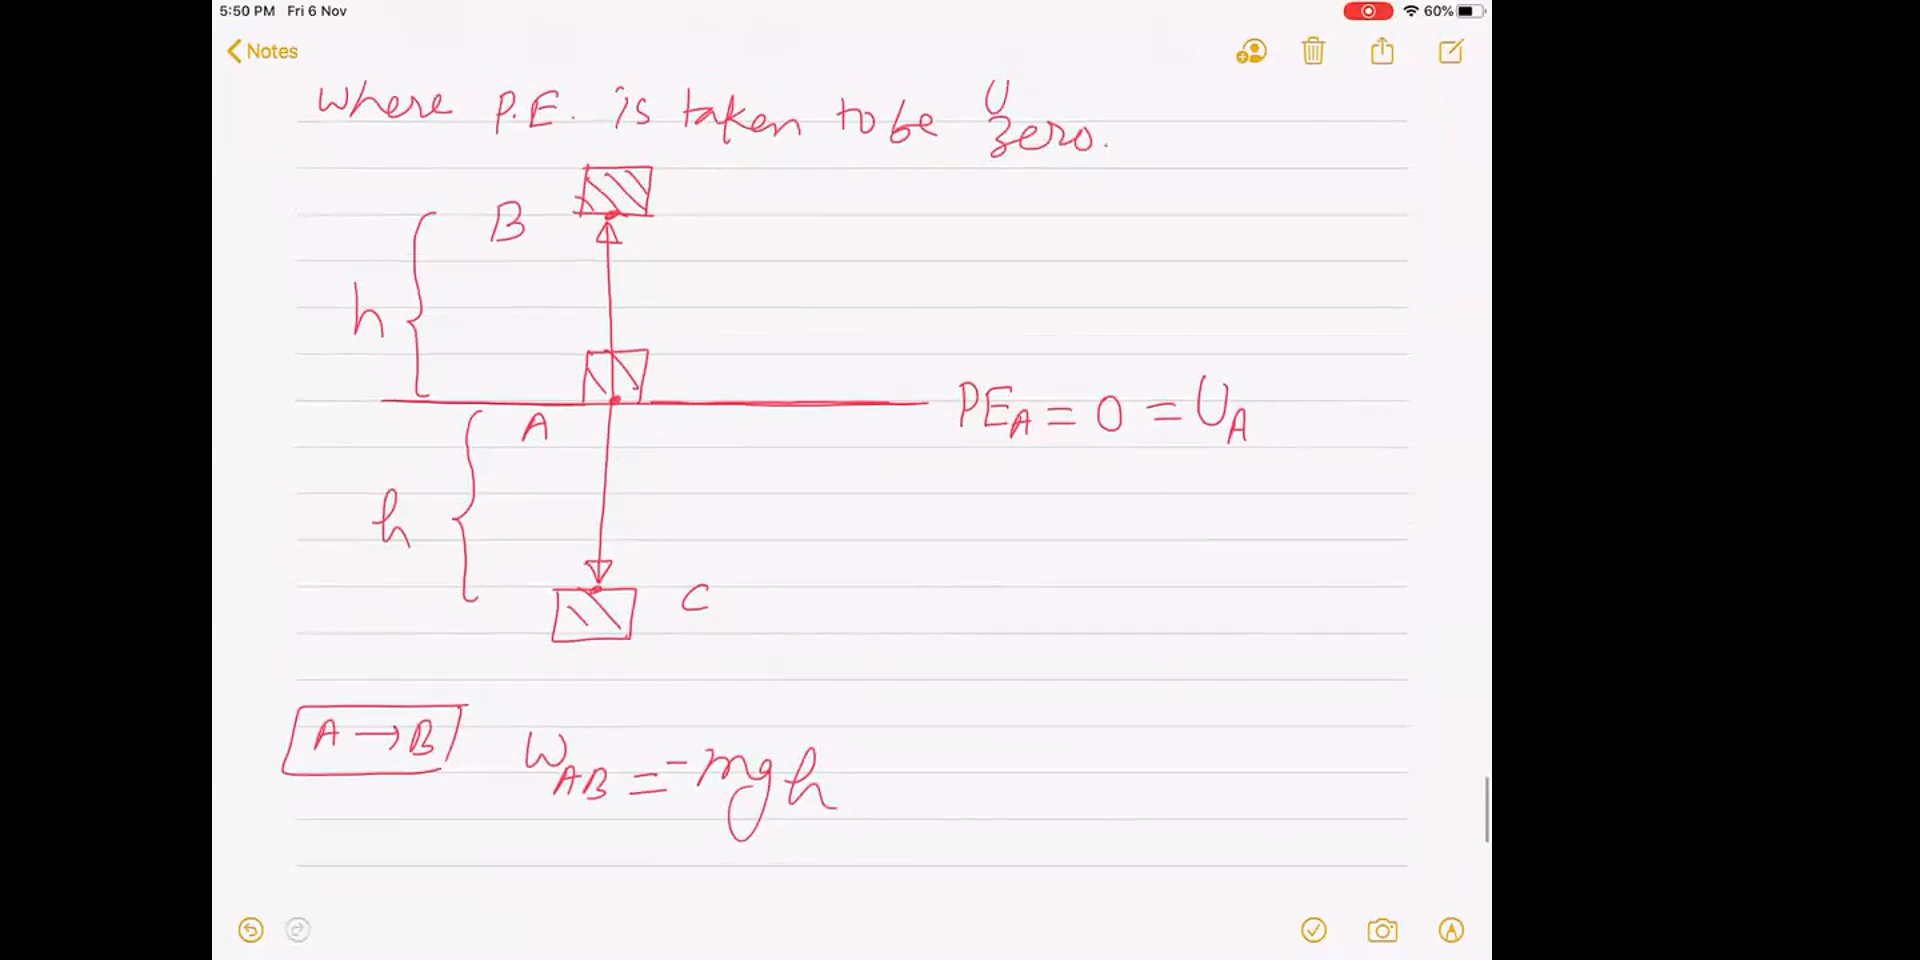 5:50 PM Fri 6 Nov
60%
Notes
where P.E. is taken to be U zero.
B
h
PE_A = 0 = U_A
A
h
C
A → B W_AB = -mgh